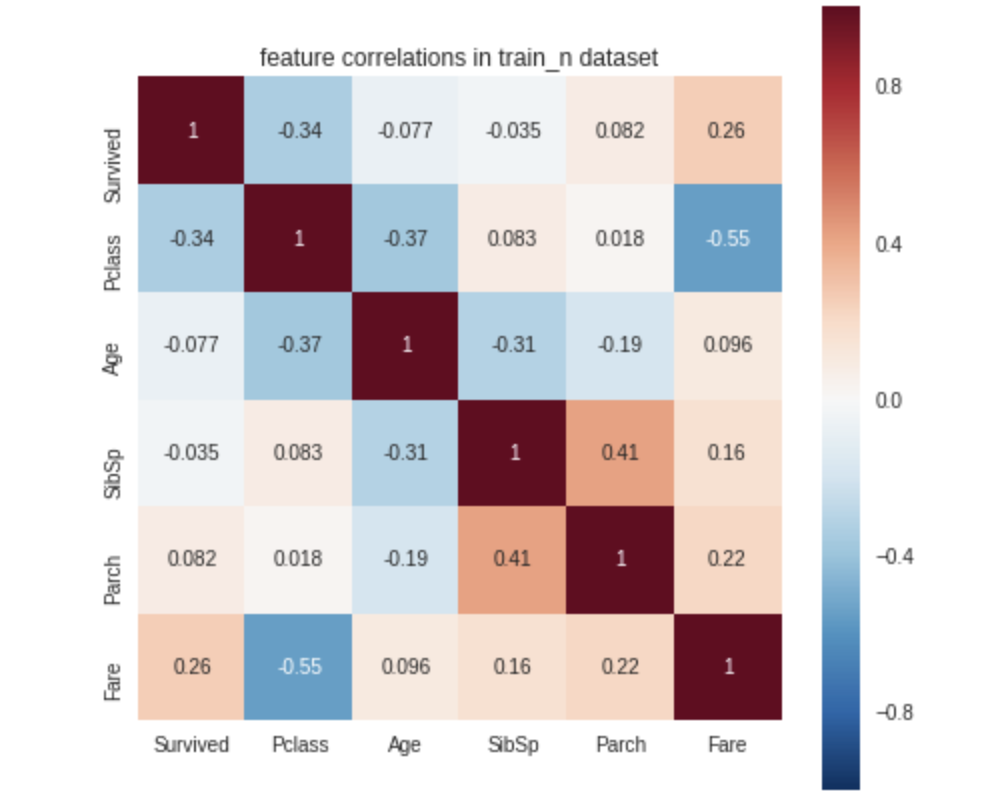 feature correlations in train_n dataset
Survived 1 -0.34 -0.077 -0.035 0.082 0.26
Pclass -0.34 1 -0.37 0.083 0.018 -0.55
Age -0.077 -0.37 1 -0.31 -0.19 0.096
SibSp -0.035 0.083 -0.31 1 0.41 0.16
Parch 0.082 0.018 -0.19 0.41 1 0.22
Fare 0.26 -0.55 0.096 0.16 0.22 1
Survived Pclass Age SibSp Parch Fare
0.8
0.4
0.0
−0.4
−0.8